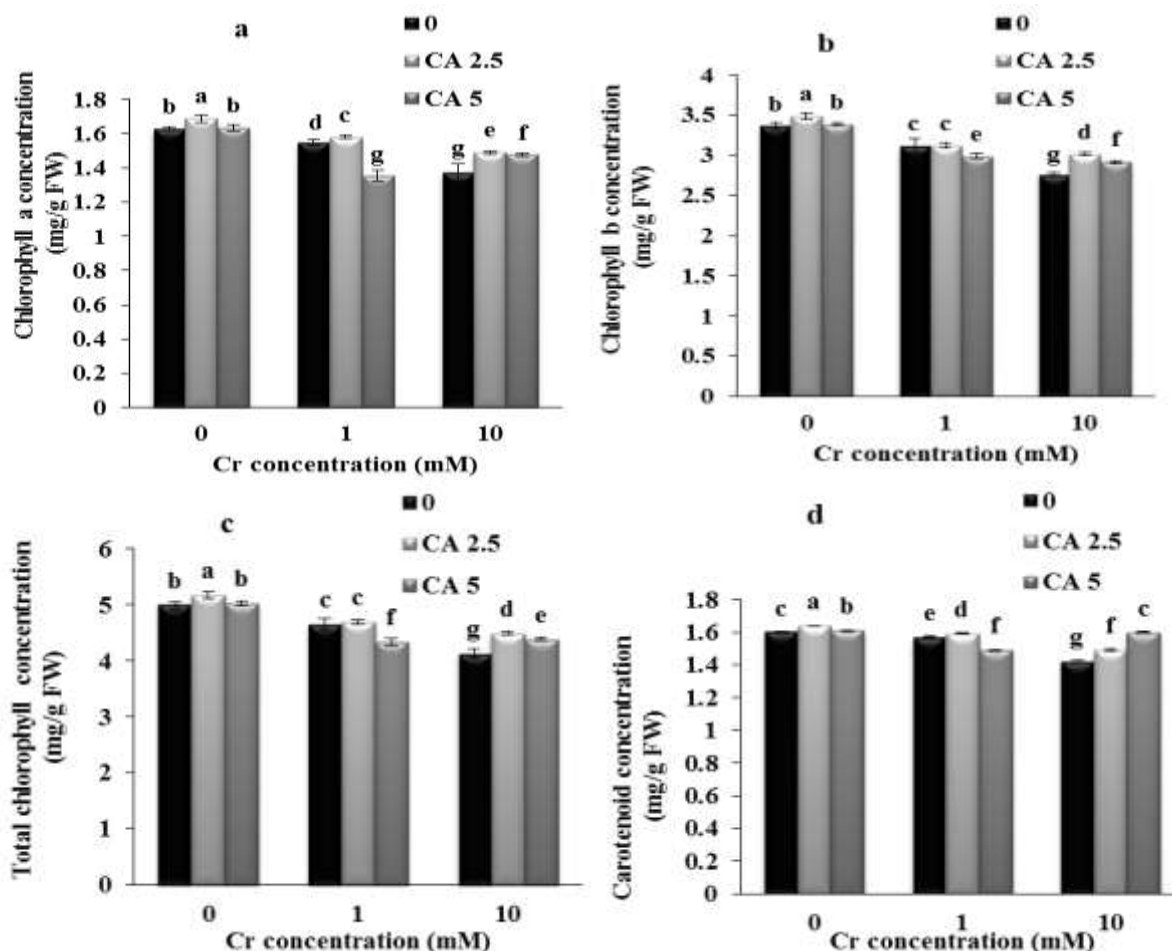 a
0
CA 2.5
CA 5
Chlorophyll a concentration
(mg/g FW)
1.8
1.6
1.4
1.2
1
0.8
0.6
0.4
0.2
0
b a b
d c g
g e f
0 1 10
Cr concentration (mM)
b
0
CA 2.5
CA 5
Chlorophyll b concentration
(mg/g FW)
4
3.5
3
2.5
2
1.5
1
0.5
0
b a b
c c e
g d f
0 1 10
Cr concentration (mM)
c
0
CA 2.5
CA 5
Total chlorophyll concentration
(mg/g FW)
6
5
4
3
2
1
0
b a b
c c f
g d e
0 1 10
Cr concentration (mM)
d
0
CA 2.5
CA 5
Carotenoid concentration
(mg/g FW)
1.8
1.6
1.4
1.2
1
0.8
0.6
0.4
0.2
0
c a b
e d f
g f c
0 1 10
Cr concentration (mM)